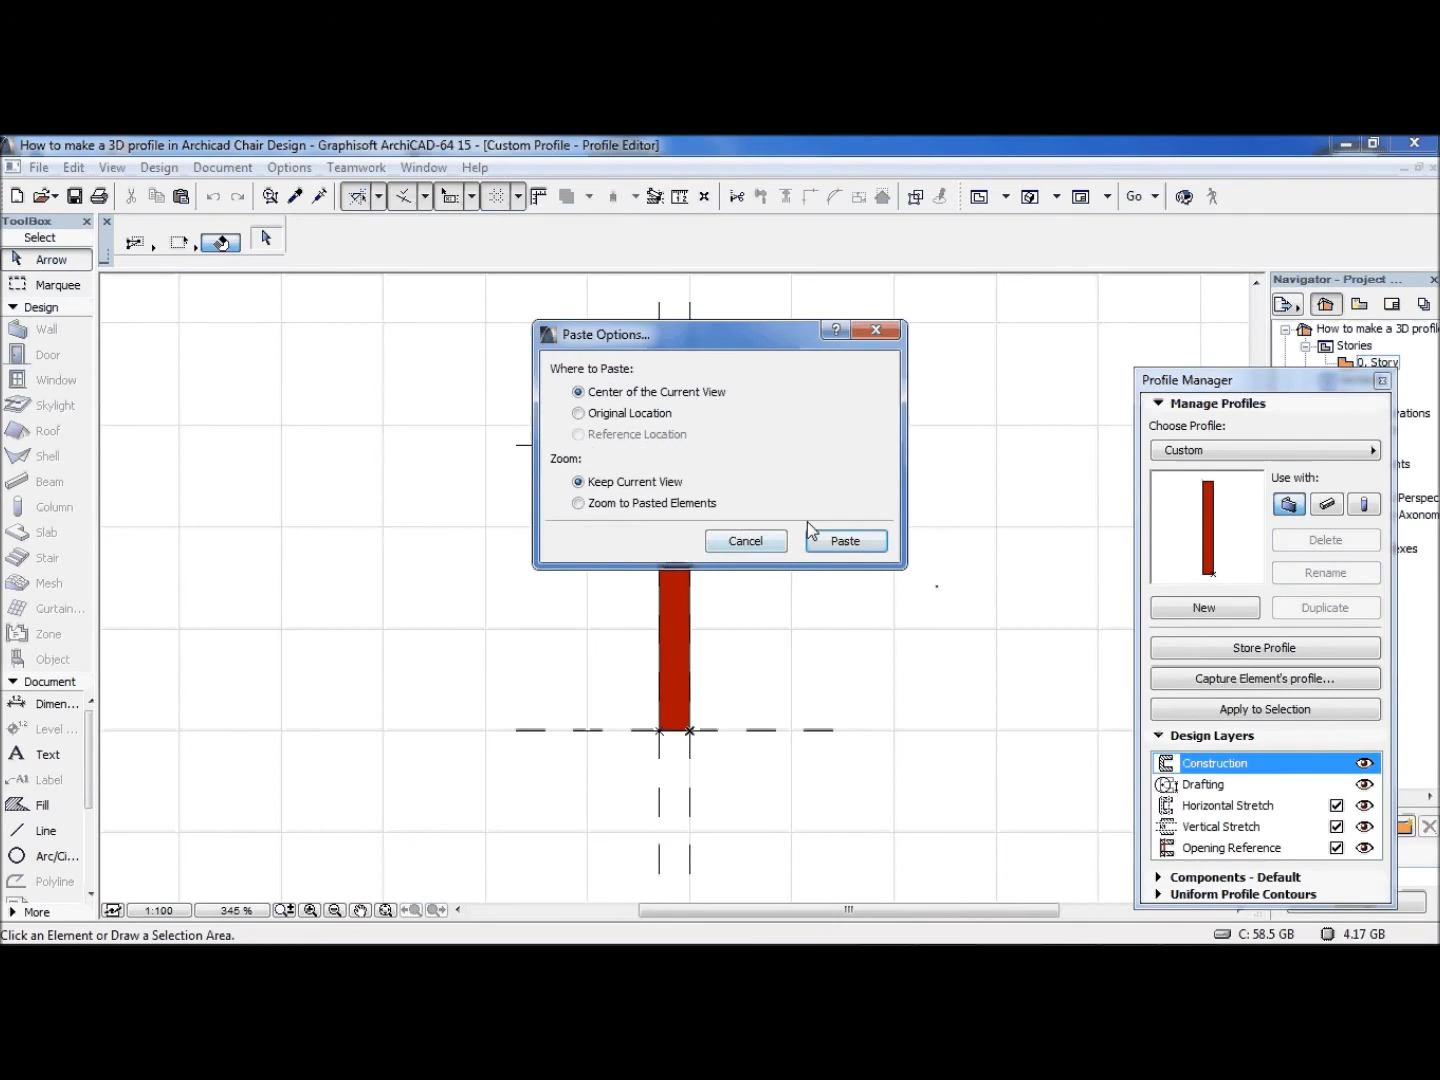 How to make a 3D profile in Archicad Chair Design - Graphisoft ArchiCAD-64 15 - [Custom Profile - Profile Editor]
File Edit View Design Document Options Teamwork Window Help
Go
ToolBox
Select
Arrow
Marquee
Design
Wall
Door
Window
Skylight
Roof
Shell
Beam
Column
Slab
Stair
Mesh
Curtain...
Zone
Object
Document
Dimen...
Level ...
Text
Label
Fill
Line
Arc/Ci...
Polyline
More
Paste Options...
Where to Paste:
Center of the Current View
Original Location
Reference Location
Zoom:
Keep Current View
Zoom to Pasted Elements
Cancel Paste
Navigator - Project ...
How to make a 3D profile
Stories
0. Story
Perspec
Axonom
Profile Manager
Manage Profiles
Choose Profile:
Custom
Use with:
Delete
Rename
New Duplicate
Store Profile
Capture Element's profile...
Apply to Selection
Design Layers
Construction
Drafting
Horizontal Stretch
Vertical Stretch
Opening Reference
Components - Default
Uniform Profile Contours
1:100 345 %
Click an Element or Draw a Selection Area.
C: 58.5 GB 4.17 GB